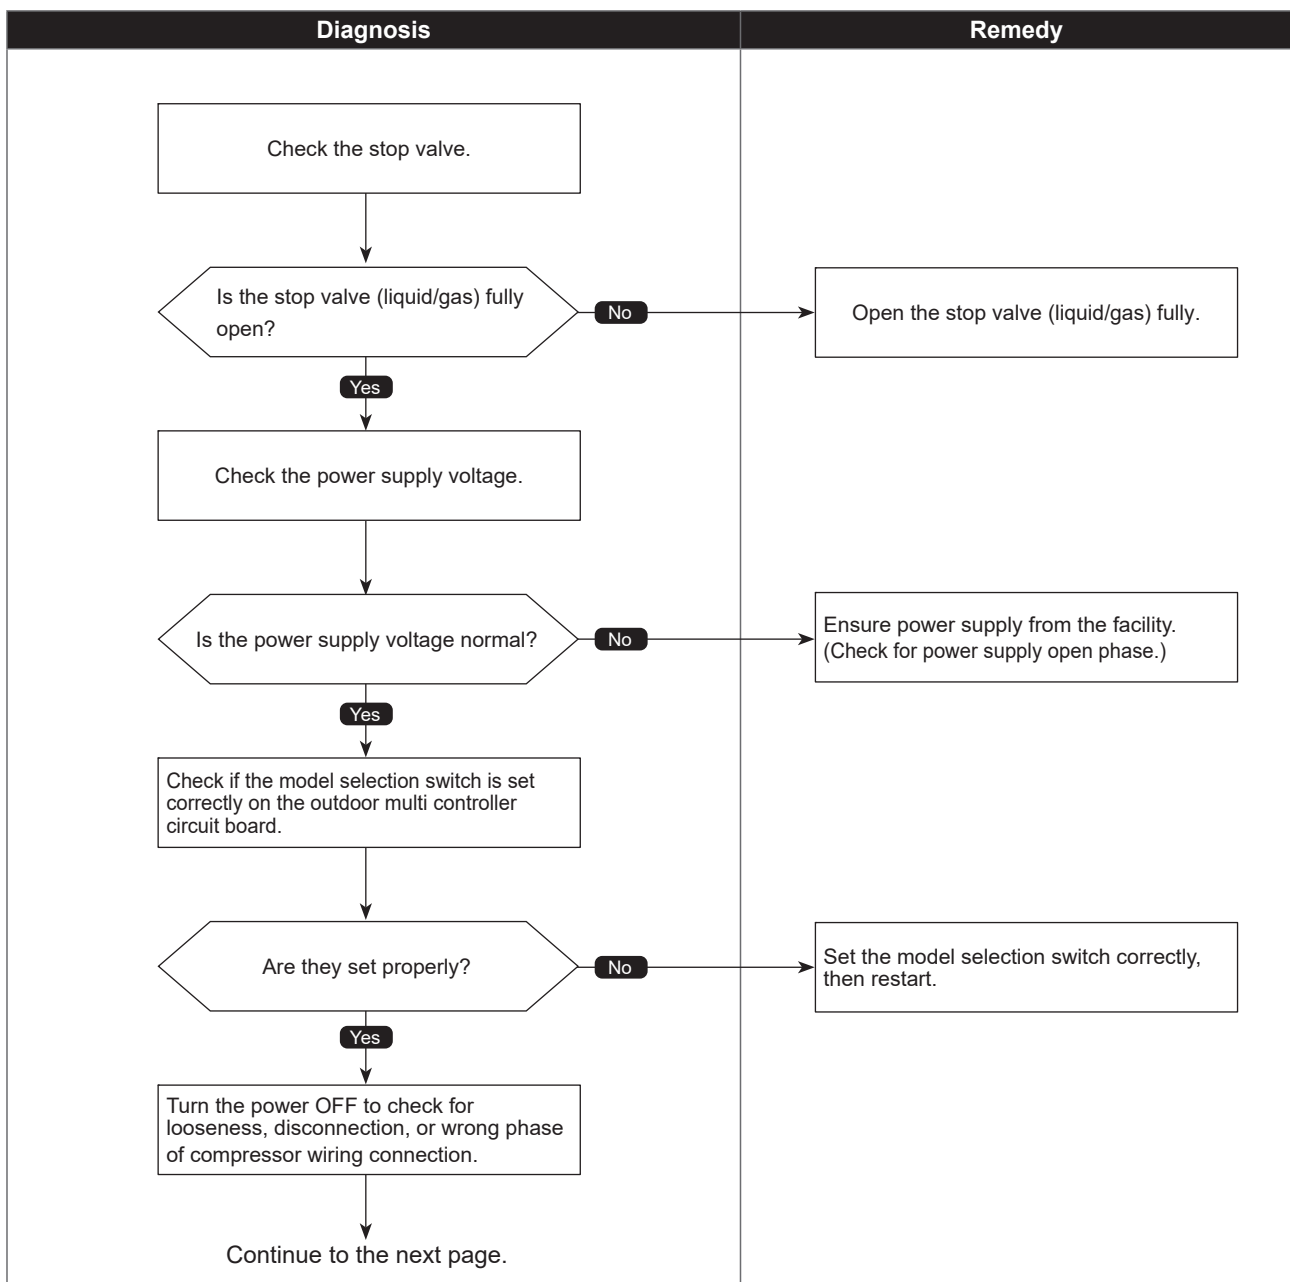 Diagnosis
Remedy
Check the stop valve.
Is the stop valve (liquid/gas) fully
open?
No
Open the stop valve (liquid/gas) fully.
Yes
Check the power supply voltage.
Is the power supply voltage normal?
No
Ensure power supply from the facility.
(Check for power supply open phase.)
Yes
Check if the model selection switch is set
correctly on the outdoor multi controller
circuit board.
Are they set properly?
No
Set the model selection switch correctly,
then restart.
Yes
Turn the power OFF to check for
looseness, disconnection, or wrong phase
of compressor wiring connection.
Continue to the next page.